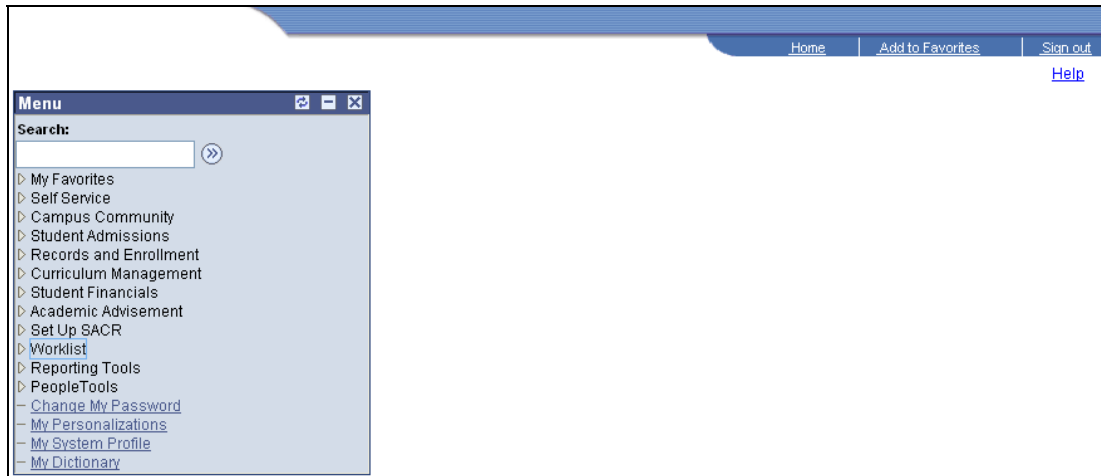 Home Add to Favorites Sign out
Help
Menu
Search:
My Favorites
Self Service
Campus Community
Student Admissions
Records and Enrollment
Curriculum Management
Student Financials
Academic Advisement
Set Up SACR
Worklist
Reporting Tools
PeopleTools
Change My Password
My Personalizations
My System Profile
My Dictionary